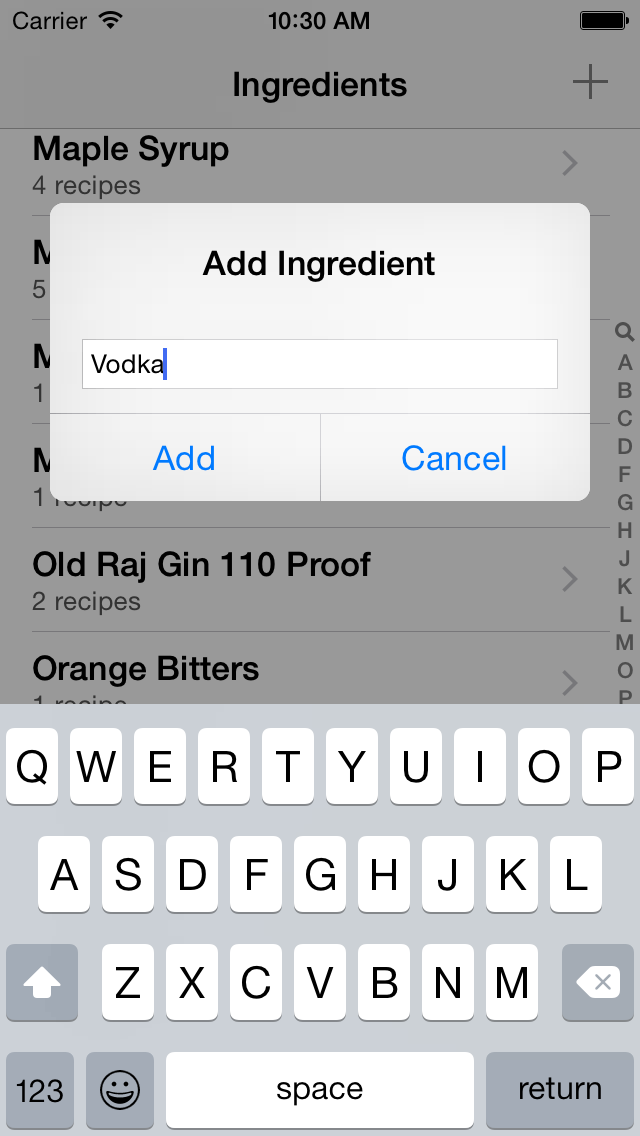 Carrier 10:30 AM
Ingredients
Maple Syrup
4 recipes
M
5
M
1
M
1 recipes
Add Ingredient
Vodka
Add Cancel
Old Raj Gin 110 Proof
2 recipes
Orange Bitters
1 recipe
A
B
C
D
F
G
H
J
K
L
M
O
P
Q W E R T Y U I O P
A S D F G H J K L
Z X C V B N M
123 space return